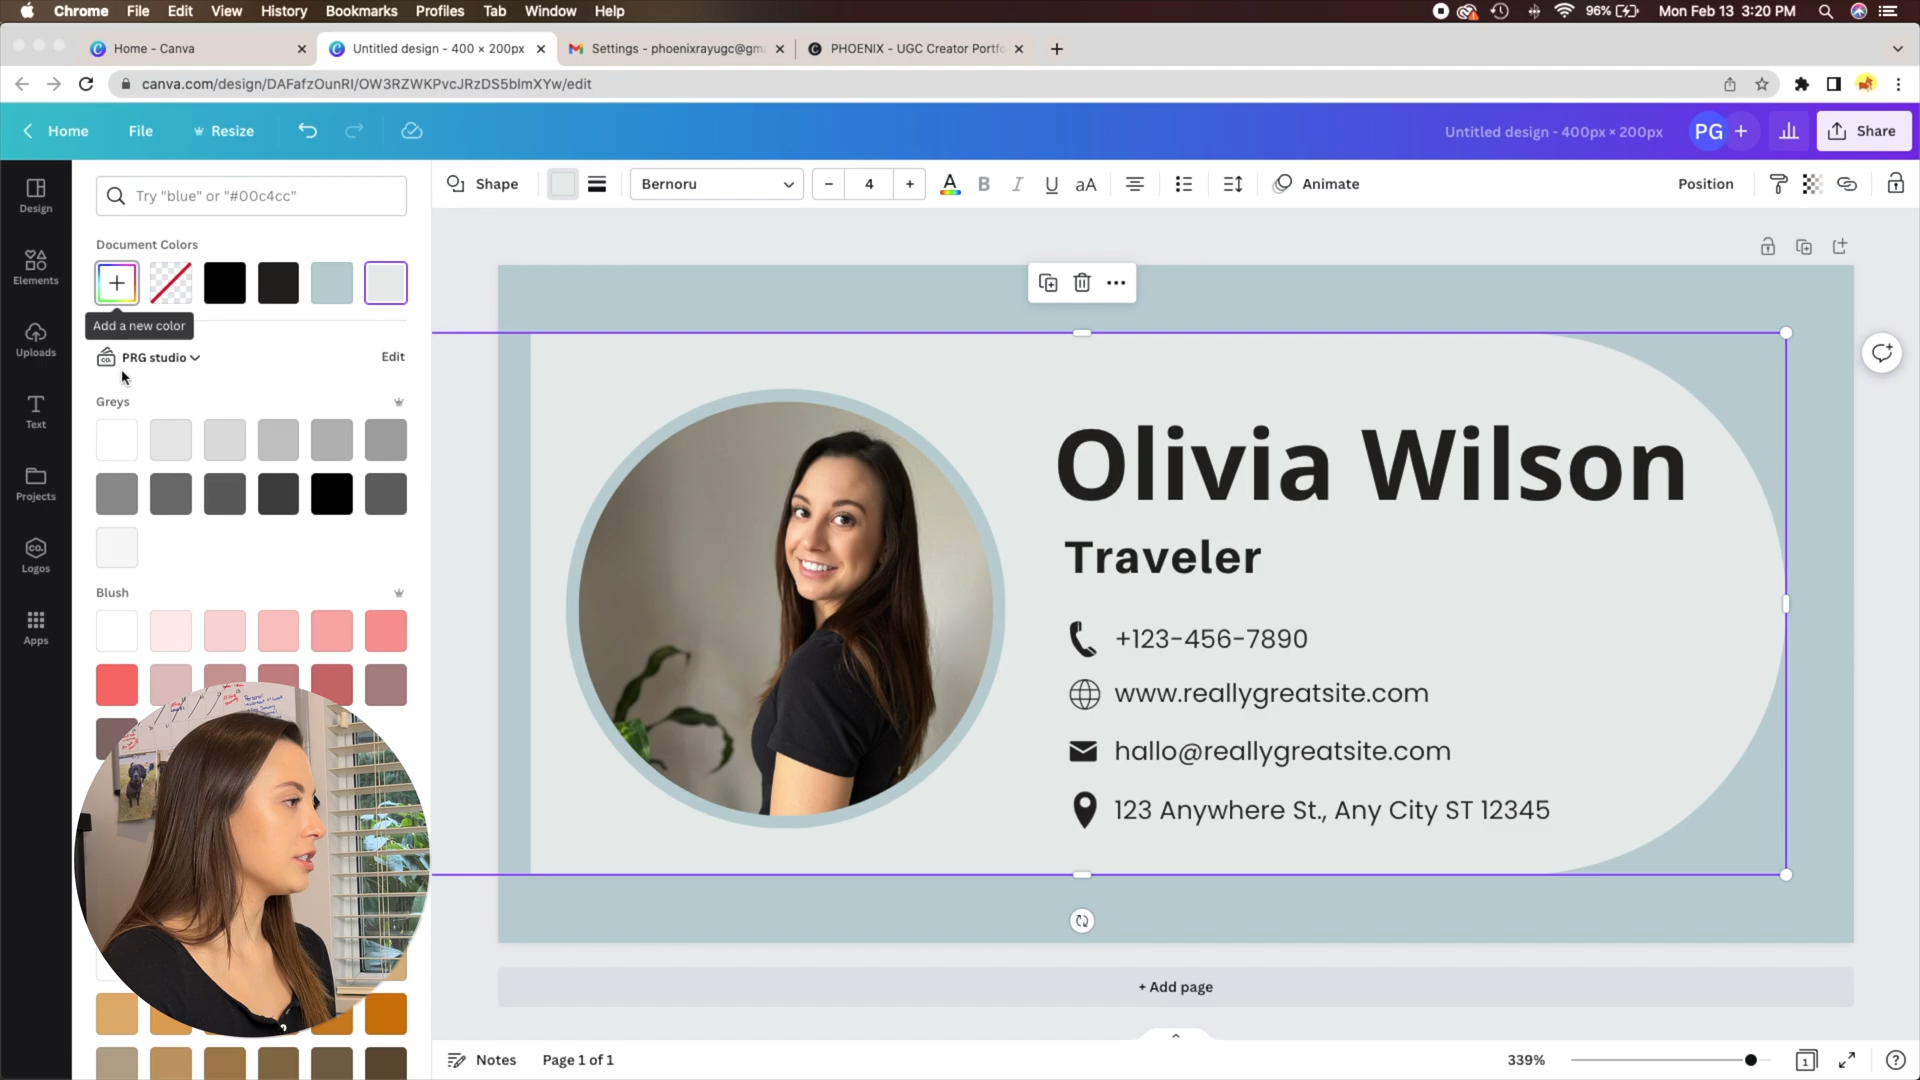 Chrome File Edit View History Bookmarks Profiles Tab Window Help
96% Mon Feb 13 3:20 PM
Home - Canva
Untitled design - 400 × 200px
Settings - phoenixrayugc@gm
PHOENIX - UGC Creator Portfo
canva.com/design/DAFafzOunRI/OW3RZWKPvcJRzDS5blmXYw/edit
Home File Resize
Untitled design - 400px × 200px
PG
Share
Design
Elements
Uploads
Text
Projects
Logos
Apps
Try "blue" or "#00c4cc"
Document Colors
Add a new color
CO.
PRG studio
Edit
Greys
Blush
Shape
Bernoru
4
A B I U aA
Animate
Position
Olivia Wilson
Traveler
+123-456-7890
www.reallygreatsite.com
hallo@reallygreatsite.com
123 Anywhere St., Any City ST 12345
+ Add page
Notes Page 1 of 1
339%
1